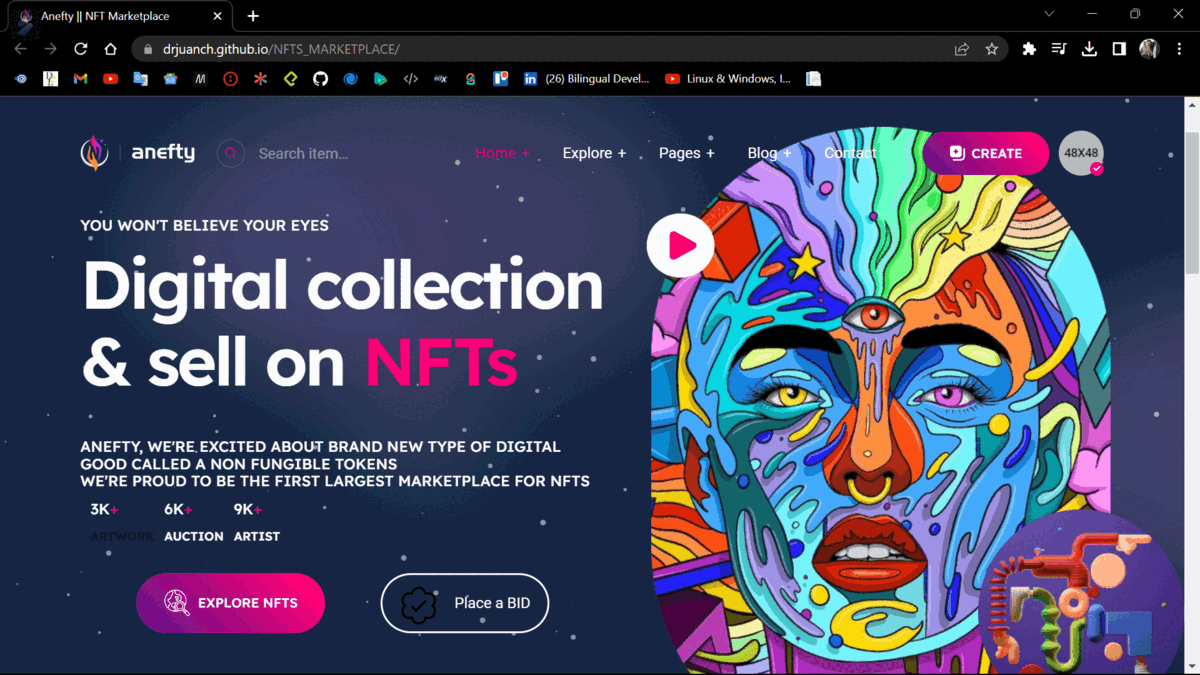 Anefty || NFT Marketplace
drjuanch.github.io/NFTS_MARKETPLACE/
(26) Bilingual Devel...
Linux & Windows, I...
anefty
Search item...
Home +
Explore +
Pages +
Blog +
Contact
CREATE
48X48
YOU WON'T BELIEVE YOUR EYES
Digital collection
& sell on NFTs
ANEFTY, WE'RE EXCITED ABOUT BRAND NEW TYPE OF DIGITAL
GOOD CALLED A NON FUNGIBLE TOKENS
WE'RE PROUD TO BE THE FIRST LARGEST MARKETPLACE FOR NFTS
3K+ 6K+ 9K+
ARTWORK AUCTION ARTIST
EXPLORE NFTS
Place a BID